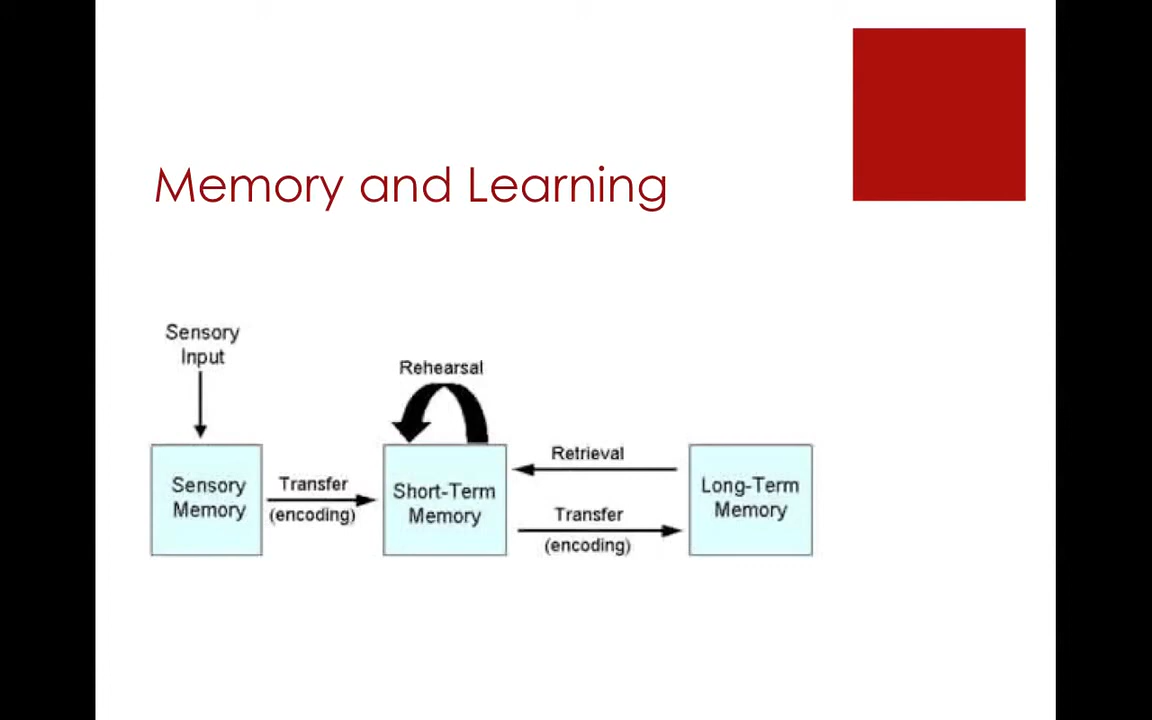 Memory and Learning
Sensory
Input
Rehearsal
Sensory
Memory
Transfer
(encoding)
Short-Term
Memory
Retrieval
Transfer
(encoding)
Long-Term
Memory